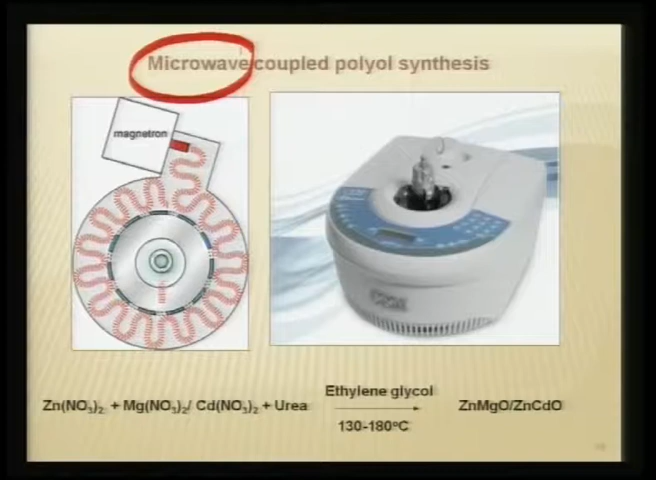 Microwave coupled polyol synthesis
magnetron
Ethylene glycol
Zn(NO₃)₂ + Mg(NO₃)₂/ Cd(NO₃)₂ + Urea
ZnMgO/ZnCdO
130-180°C